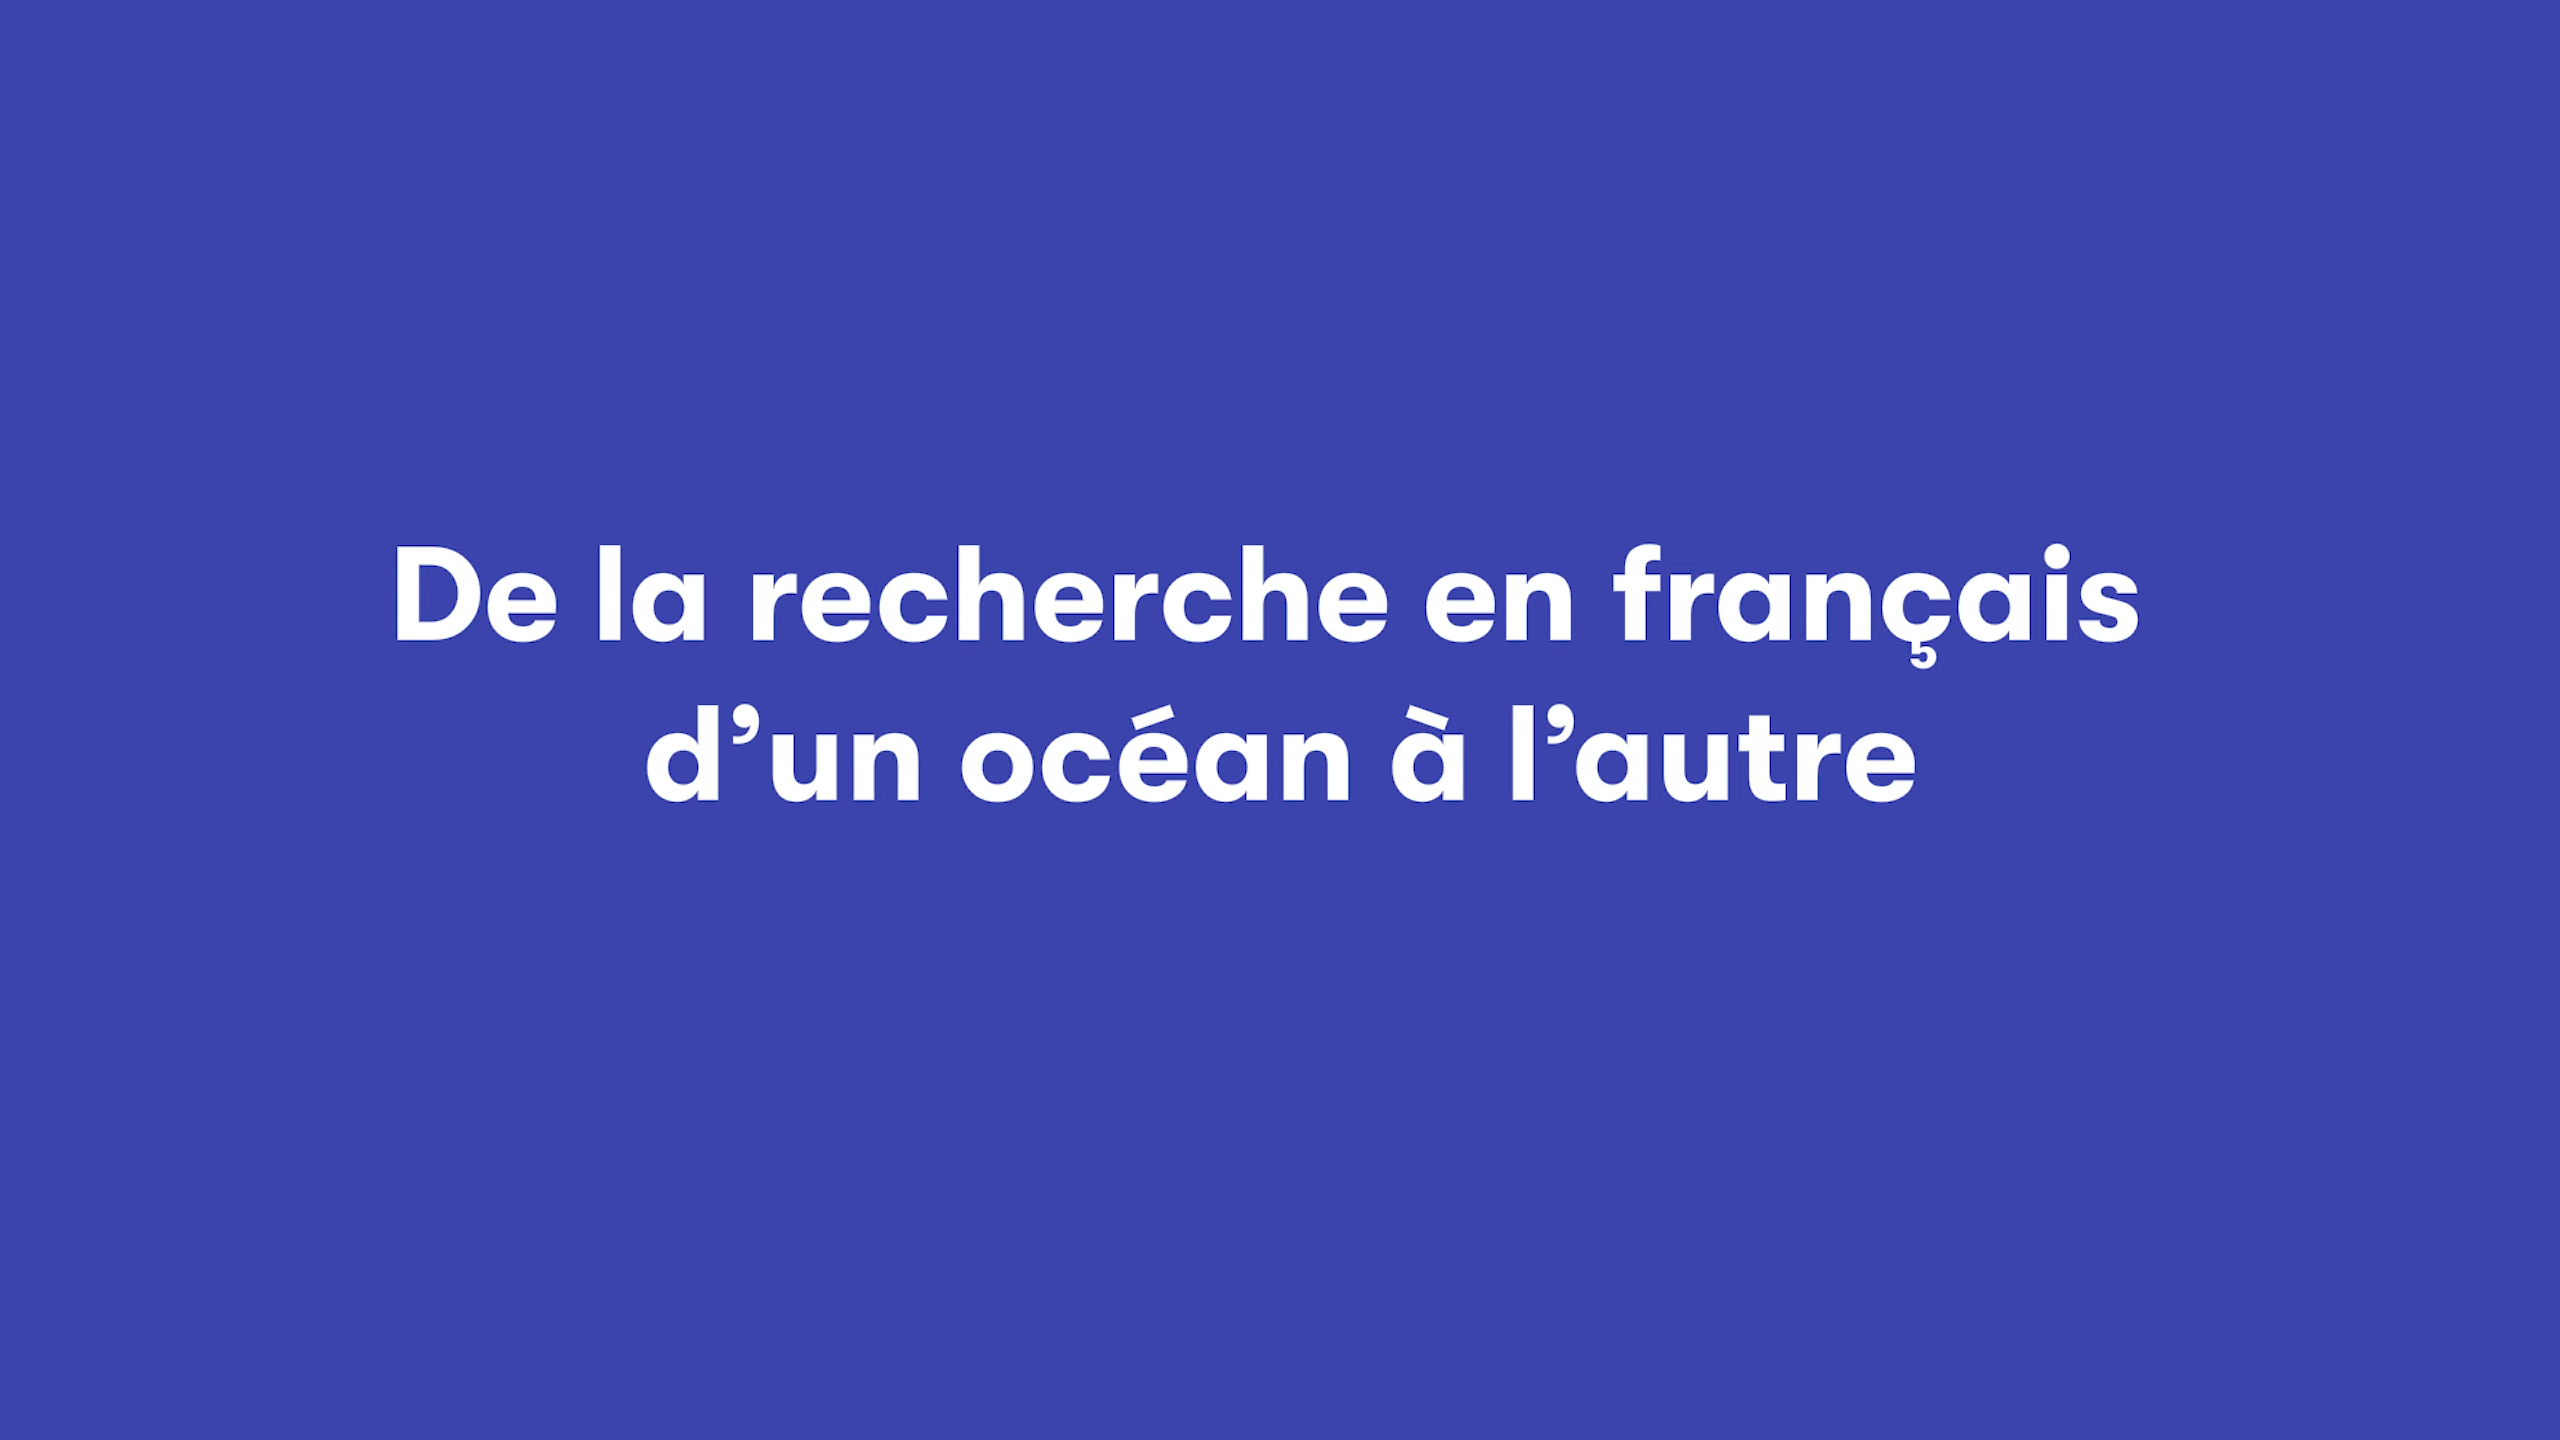 De la recherche en français
d’un océan à l’autre